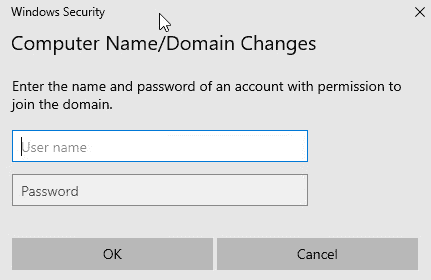 Windows Security
Computer Name/Domain Changes
Enter the name and password of an account with permission to
join the domain.
User name
Password
OK
Cancel